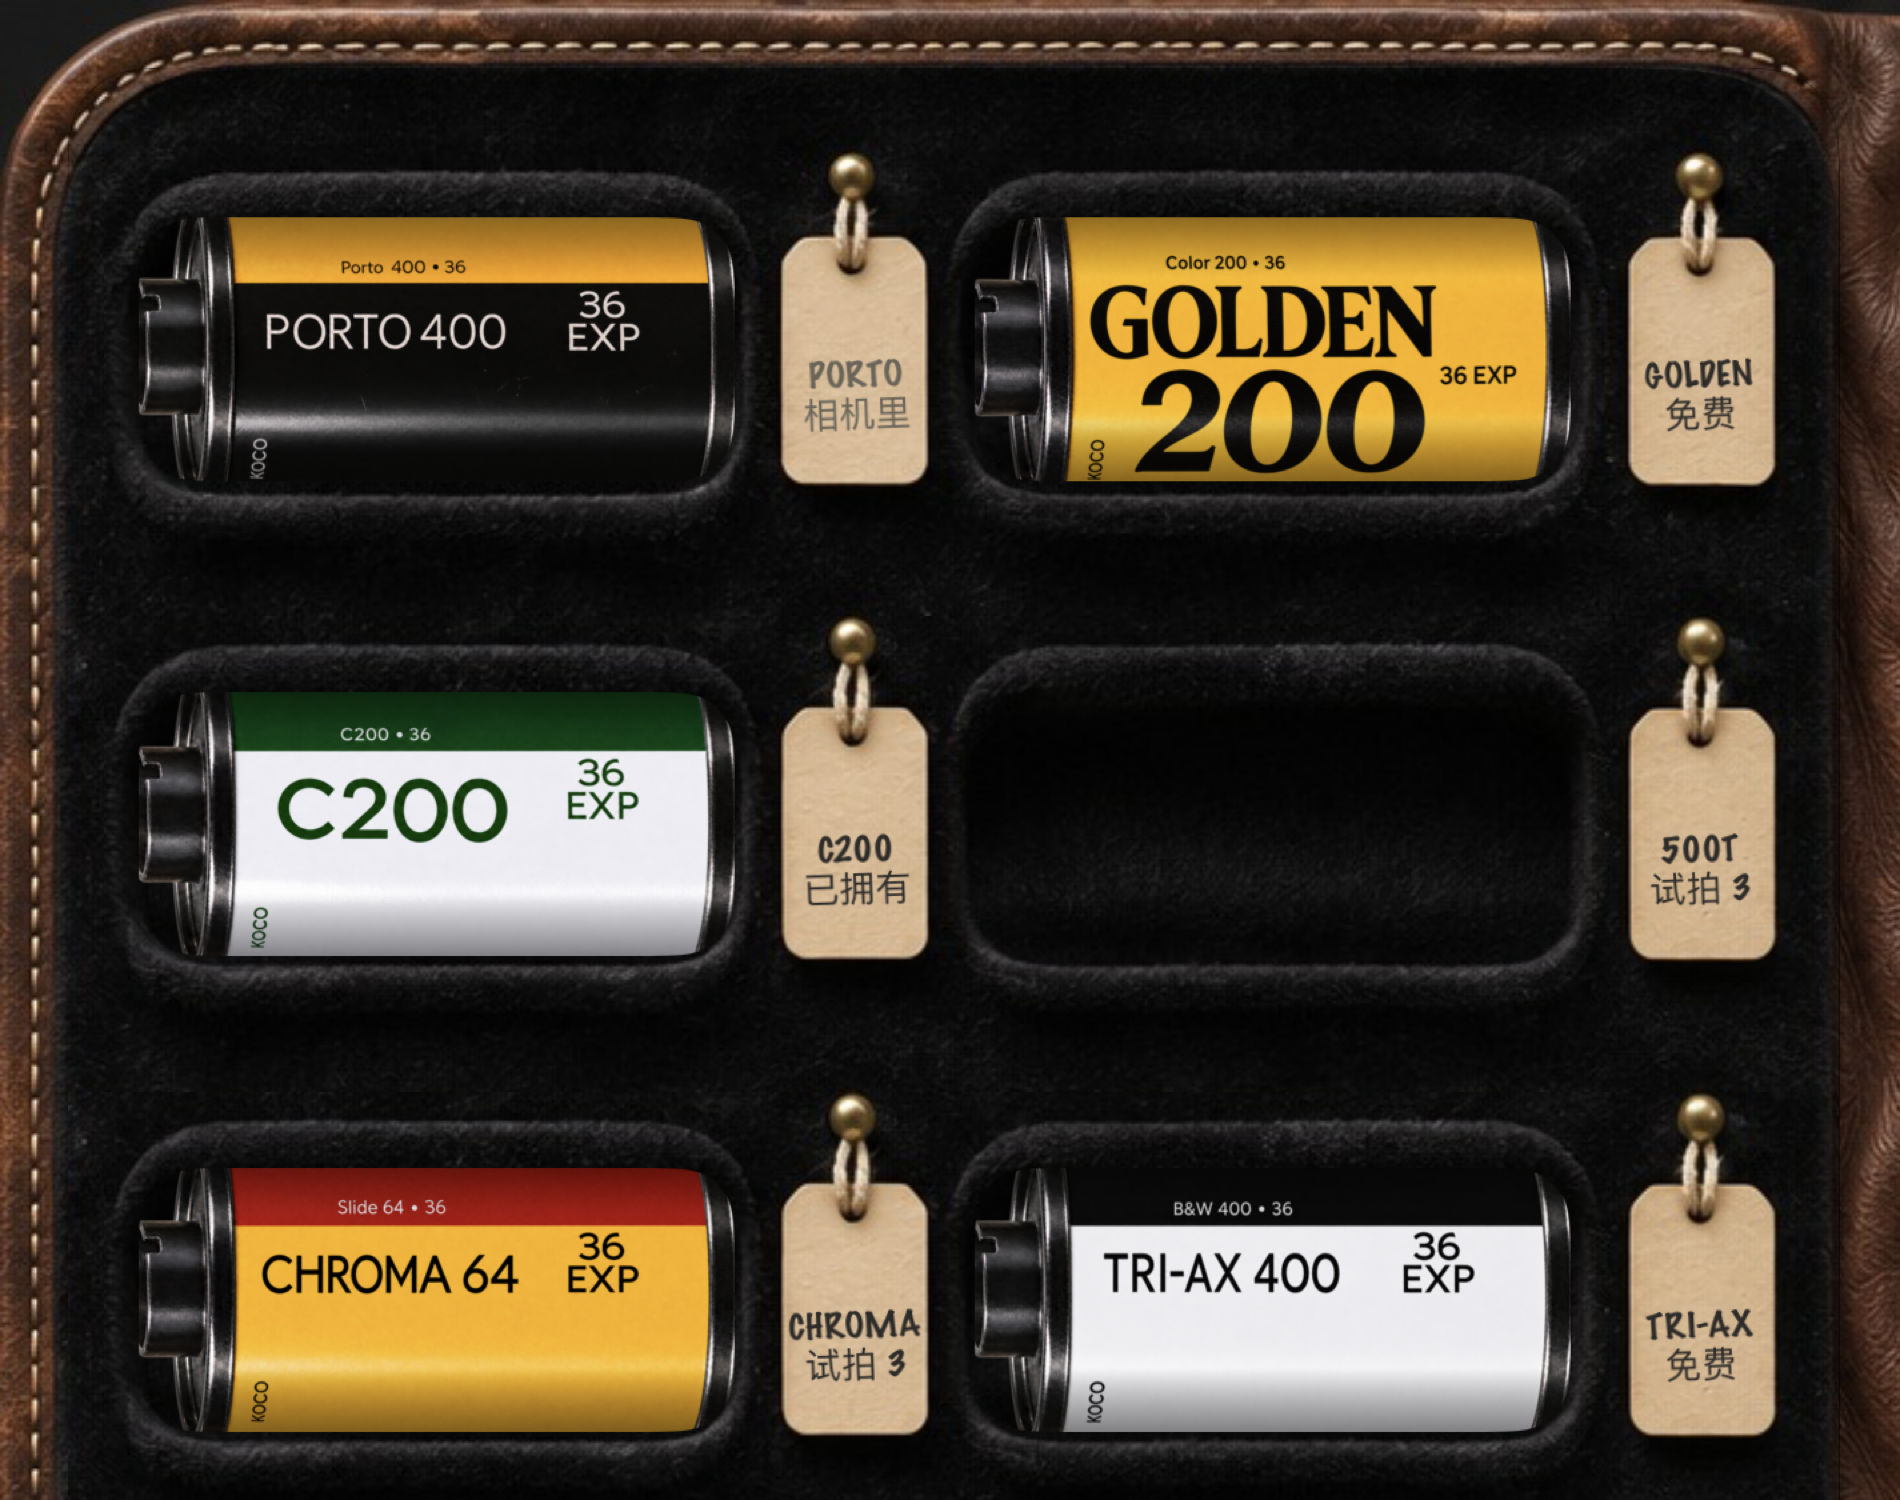 Porto 400 • 36
PORTO 400
36
EXP
KOCO
PORTO
相机里
Color 200 • 36
GOLDEN
200
36 EXP
KOCO
GOLDEN
免费
C200 • 36
C200
36
EXP
KOCO
C200
已拥有
500T
试拍 3
Slide 64 • 36
CHROMA 64
36
EXP
KOCO
CHROMA
试拍 3
B&W 400 • 36
TRI-AX 400
36
EXP
KOCO
TRI-AX
免费